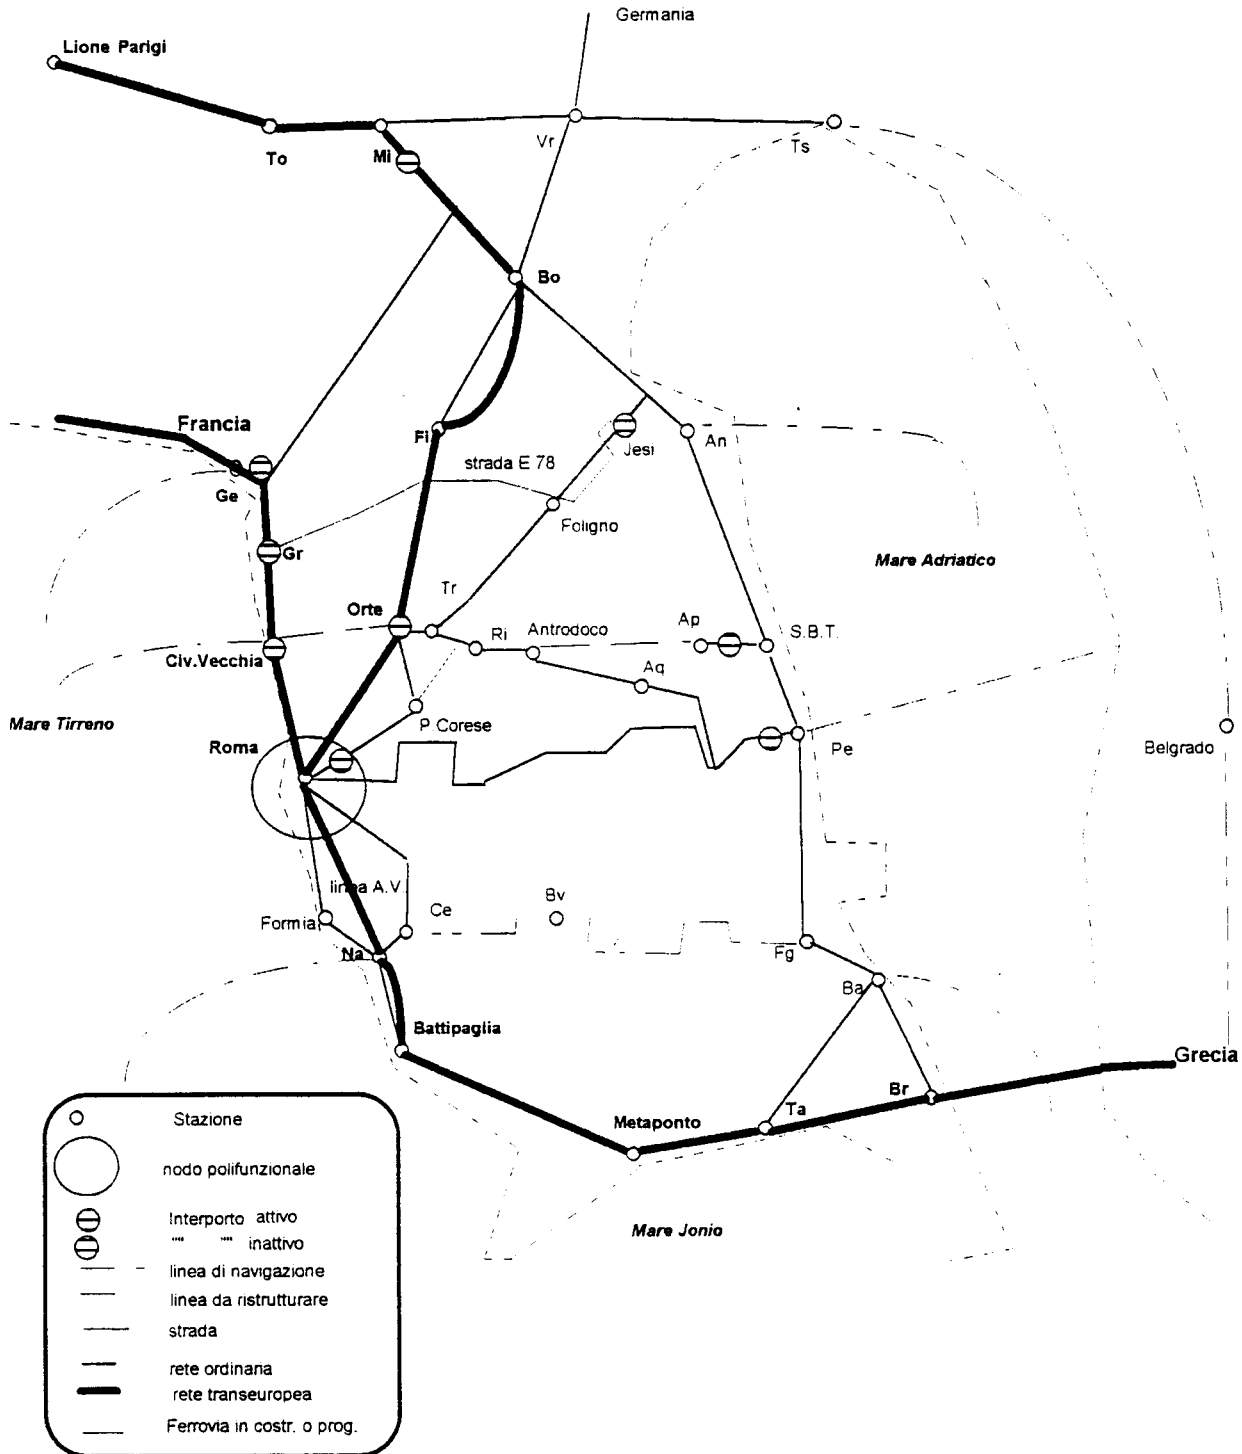 Germania
Lione Parigi
To
Mi
Vr
Ts
Bo
Francia
Fi
Jesi
An
strada E 78
Ge
Foligno
Gr
Mare Adriatico
Tr
Orte
Ri
Antrodoco
Ap
S.B.T.
Civ.Vecchia
Aq
Mare Tirreno
P.Corese
Roma
Pe
Belgrado
linea A.V.
Formia
Ce
Bv
Na
Fg
Ba
Battipaglia
Grecia
Br
Metaponto
Ta
Mare Jonio
Stazione
nodo polifunzionale
Interporto attivo
"" "" inattivo
linea di navigazione
linea da ristrutturare
strada
rete ordinaria
rete transeuropea
Ferrovia in costr. o prog.